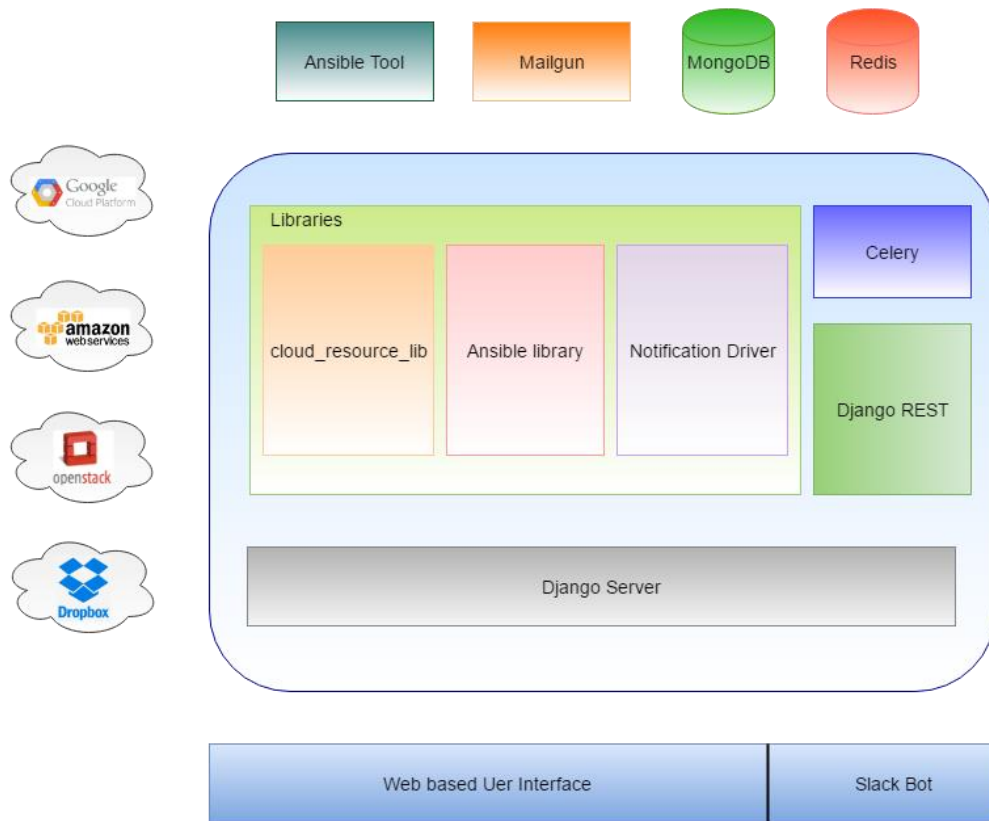 Ansible Tool
Mailgun
MongoDB
Redis
Google
Cloud Platform
amazon
webservices
openstack
Dropbox
Libraries
cloud_resource_lib
Ansible library
Notification Driver
Celery
Django REST
Django Server
Web based Uer Interface
Slack Bot